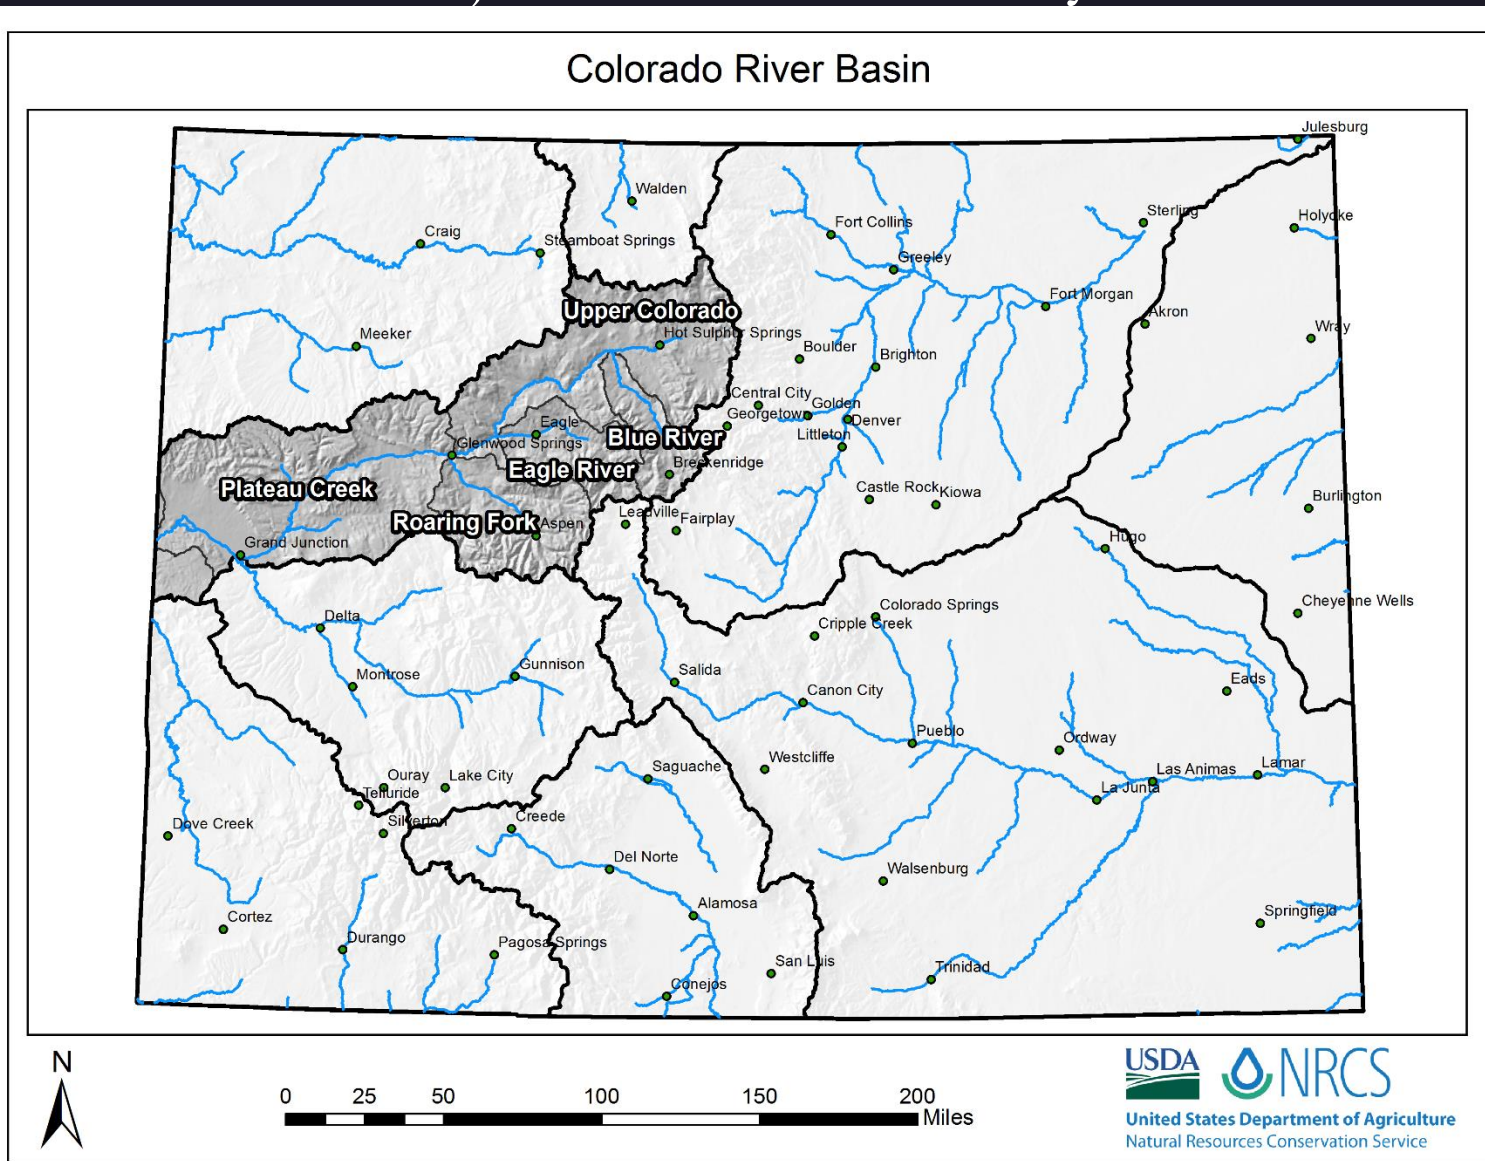 Colorado River Basin
Julesburg
Walden
Sterling
Holyoke
Fort Collins
Craig
Steamboat Springs
Greeley
Fort Morgan
Upper Colorado
Akron
Wray
Meeker
Hot Sulphur Springs
Boulder
Brighton
Central City
Golden
Georgetown
Denver
Eagle
Littleton
Glenwood Springs
Blue River
Eagle River
Breckenridge
Plateau Creek
Castle Rock
Kiowa
Burlington
Roaring Fork
Aspen
Leadville
Fairplay
Grand Junction
Hugo
Cheyenne Wells
Colorado Springs
Delta
Cripple Creek
Gunnison
Salida
Montrose
Eads
Canon City
Pueblo
Ordway
Westcliffe
Saguache
Las Animas
Lamar
Ouray
Lake City
La Junta
Telluride
Silverton
Creede
Dove Creek
Del Norte
Walsenburg
Alamosa
Springfield
Cortez
Durango
Pagosa Springs
San Luis
Trinidad
Conejos
N
0 25 50 100 150 200
Miles
USDA NRCS
United States Department of Agriculture
Natural Resources Conservation Service